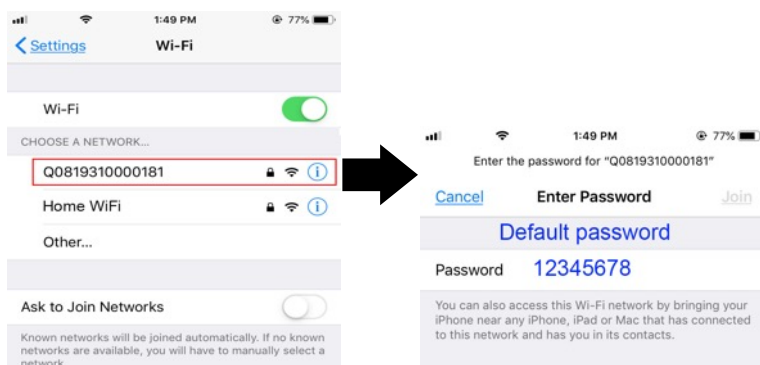 1:49 PM
77%
Settings
Wi-Fi
Wi-Fi
CHOOSE A NETWORK...
Q0819310000181
Home WiFi
Other...
Ask to Join Networks
Known networks will be joined automatically. If no known
networks are available, you will have to manually select a
network.
1:49 PM
77%
Enter the password for “Q0819310000181”
Cancel
Enter Password
Join
Default password
Password
12345678
You can also access this Wi-Fi network by bringing your
iPhone near any iPhone, iPad or Mac that has connected
to this network and has you in its contacts.